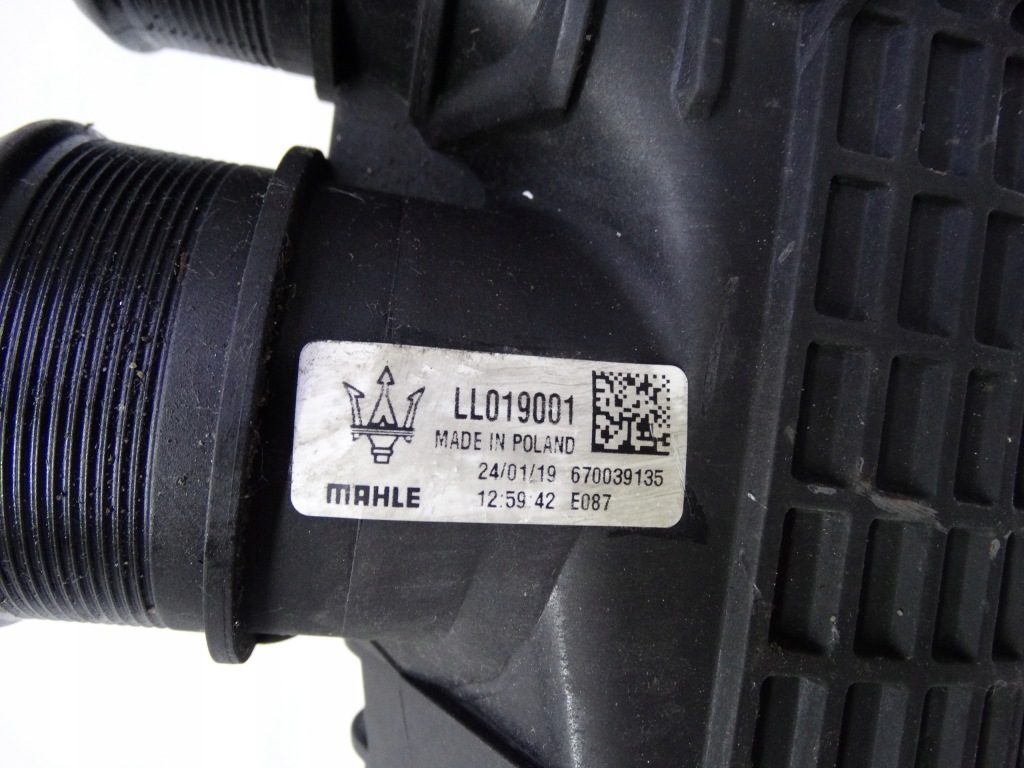 LL019001
MADE IN POLAND
24/01/19 670039135
MAHLE 12:59:42 E087